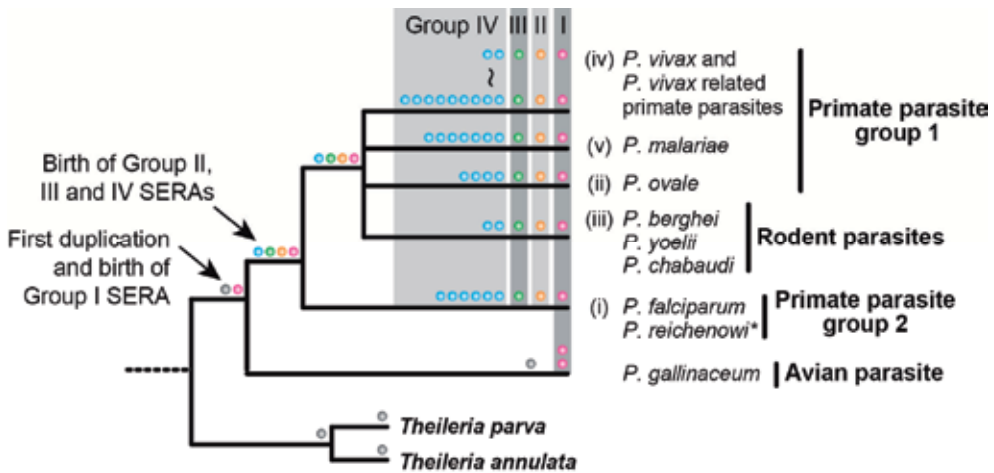 Group IV III II I
(iv) P. vivax and
P. vivax related
primate parasites
Primate parasite
group 1
(v) P. malariae
(ii) P. ovale
(iii) P. berghei
P. yoelii
P. chabaudi
Rodent parasites
(i) P. falciparum
P. reichenowi*
Primate parasite
group 2
P. gallinaceum
Avian parasite
Birth of Group II,
III and IV SERAs
First duplication
and birth of
Group I SERA
Theileria parva
Theileria annulata